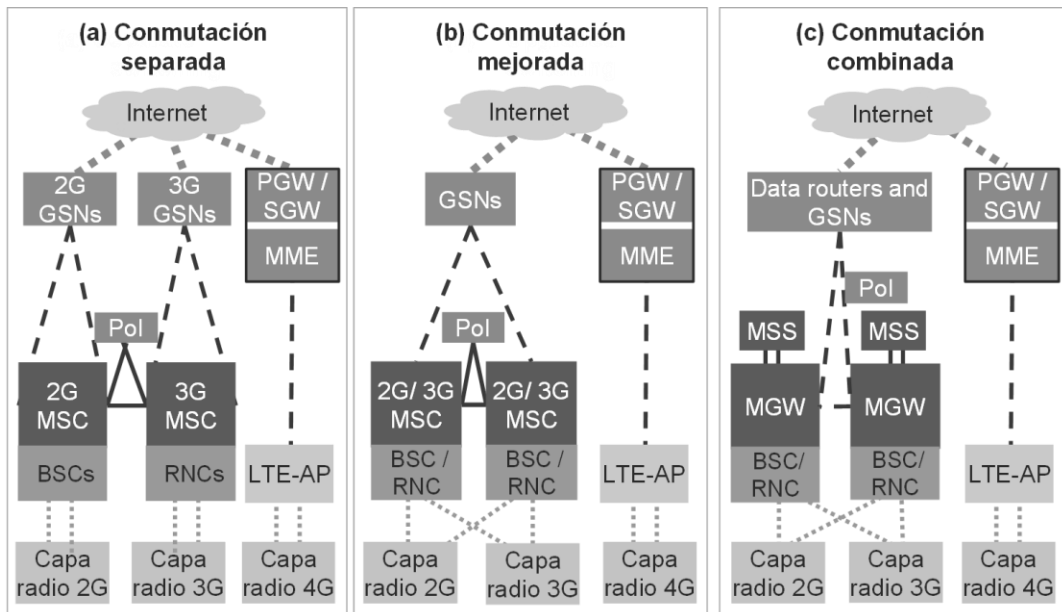 (a) Conmutación
separada
Internet
2G
GSNs
3G
GSNs
PGW /
SGW
MME
PoI
2G
MSC
3G
MSC
BSCs
RNCs
LTE-AP
Capa
radio 2G
Capa
radio 3G
Capa
radio 4G
(b) Conmutación
mejorada
Internet
GSNs
PGW /
SGW
MME
PoI
2G/ 3G
MSC
2G/ 3G
MSC
BSC /
RNC
BSC /
RNC
LTE-AP
Capa
radio 2G
Capa
radio 3G
Capa
radio 4G
(c) Conmutación
combinada
Internet
Data routers and
GSNs
PGW /
SGW
MME
PoI
MSS
MSS
MGW
MGW
BSC/
RNC
BSC/
RNC
LTE-AP
Capa
radio 2G
Capa
radio 3G
Capa
radio 4G